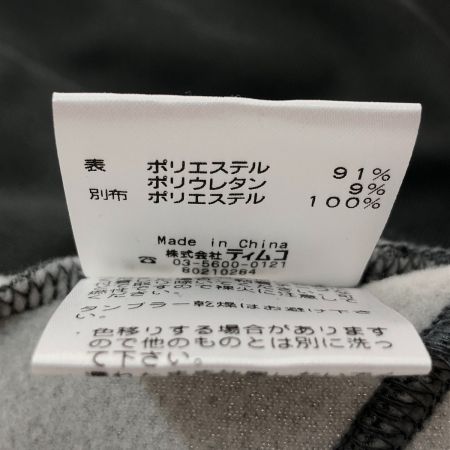 表 ポリエステル 91%
ポリウレタン 9%
別布 ポリエステル 100%
Made in China
株式会社 ティムコ
☎ 03-5600-0121
80210284
タンブラー乾燥はお避け下さ
い。
色移りする場合があります
ので他のものとは別に洗っ
て下さい。